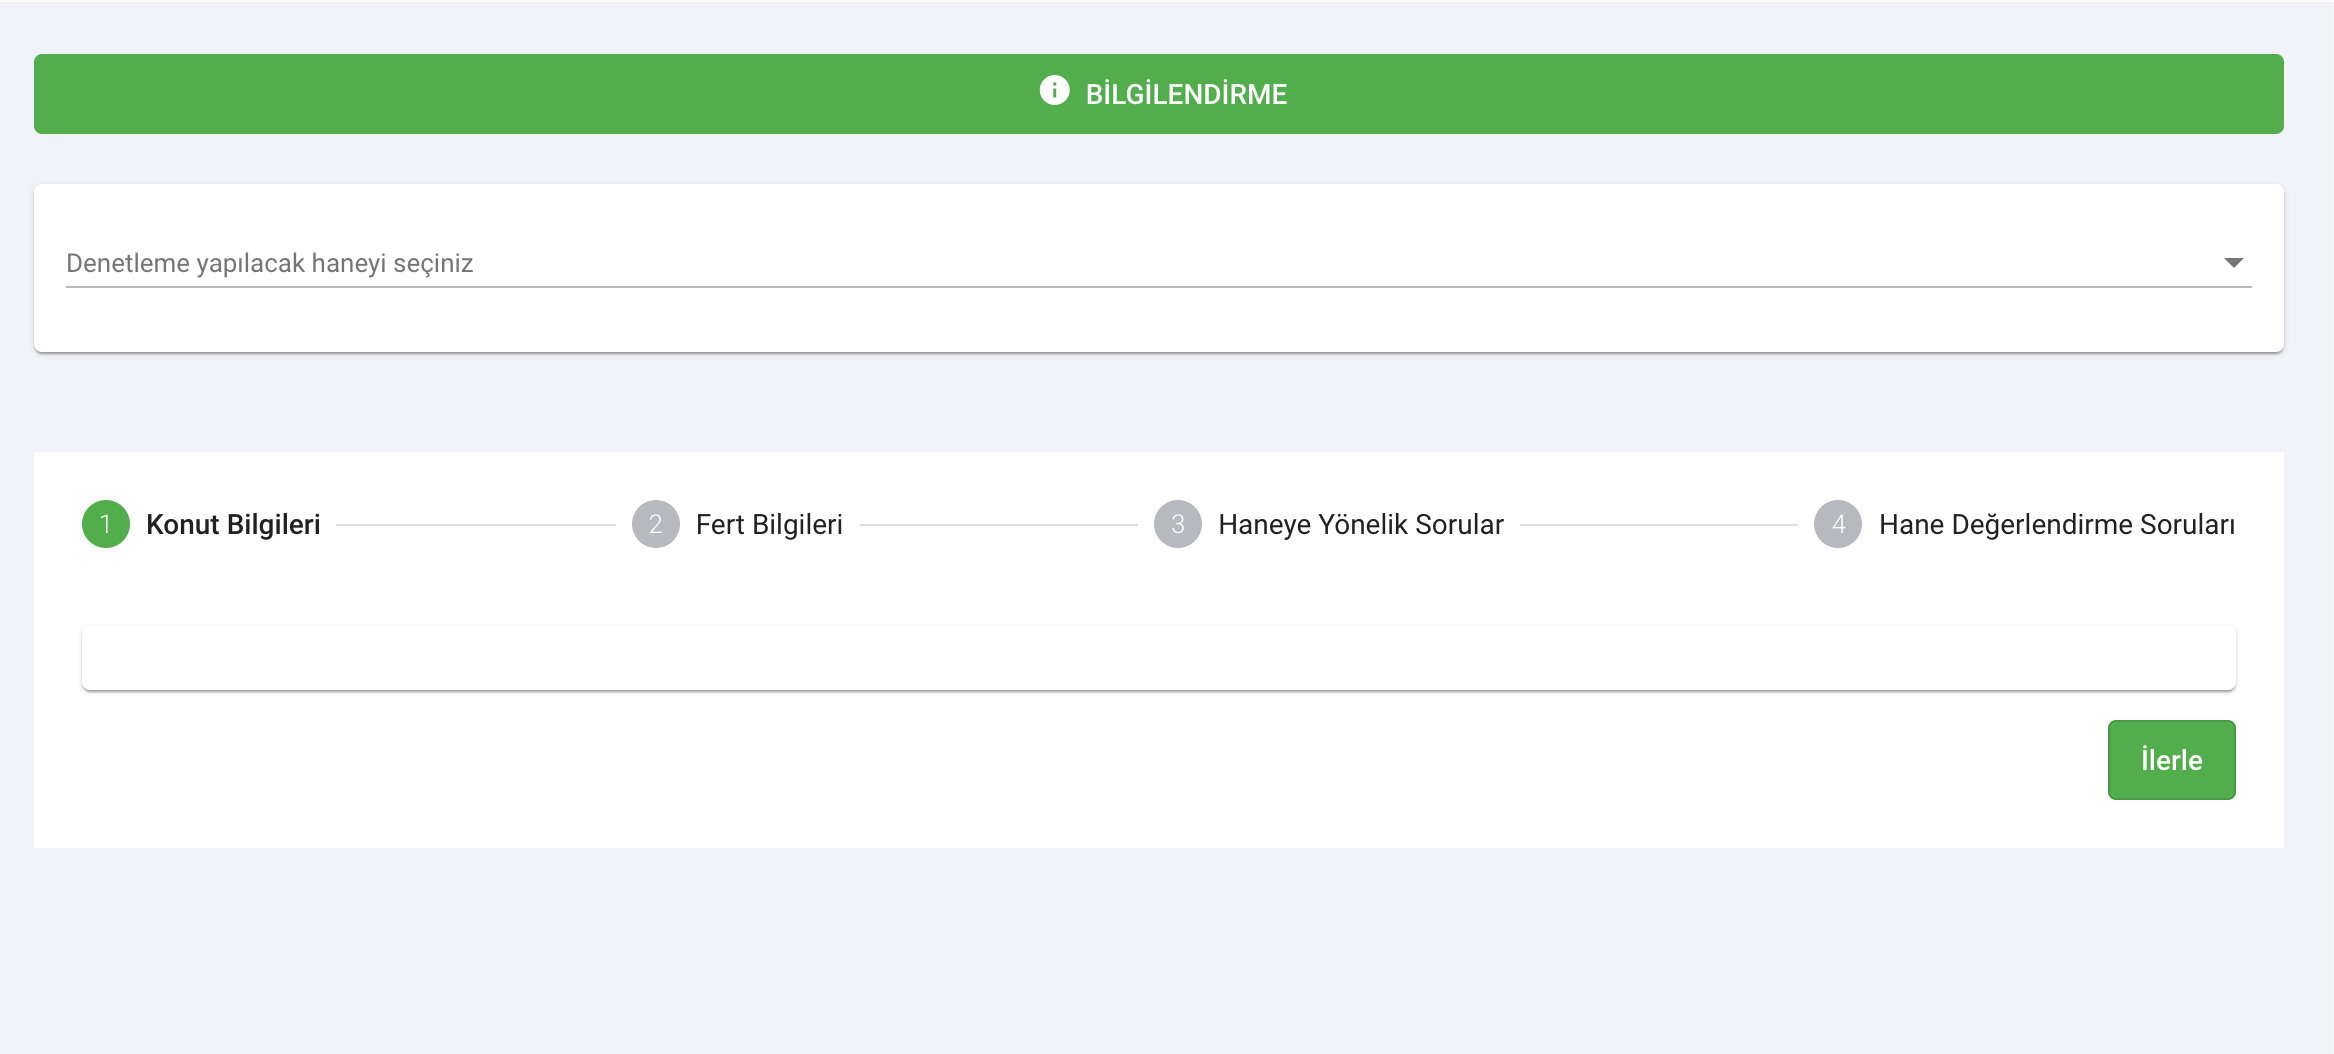 BİLGİLENDİRME
Denetleme yapılacak haneyi seçiniz
1 Konut Bilgileri 2 Fert Bilgileri 3 Haneye Yönelik Sorular 4 Hane Değerlendirme Soruları
İlerle